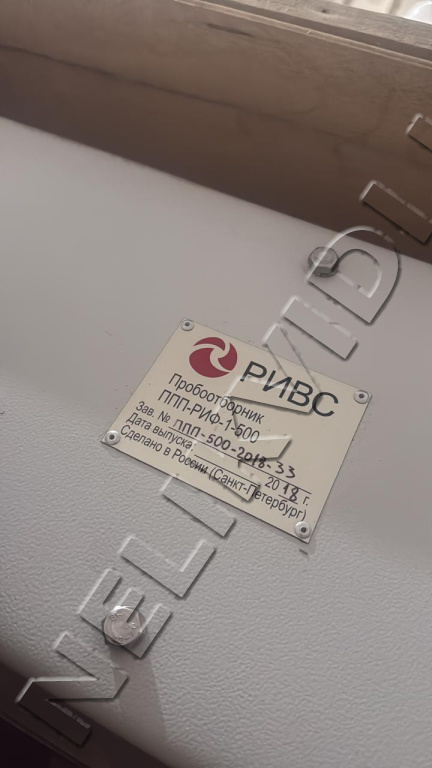 РИВС
Пробоотборник
ППП-РИФ-1-600
Зав. № ППП-500-2018-33
Дата выпуска 2018 г.
Сделано в России (Санкт-Петербург)
NELIKVIDI